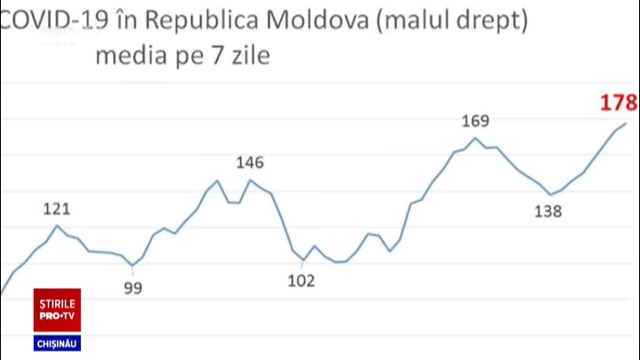 COVID-19 în Republica Moldova (malul drept)
media pe 7 zile
178
169
146
121
138
102
99
ȘTIRILE
PRO•TV
CHIȘINĂU